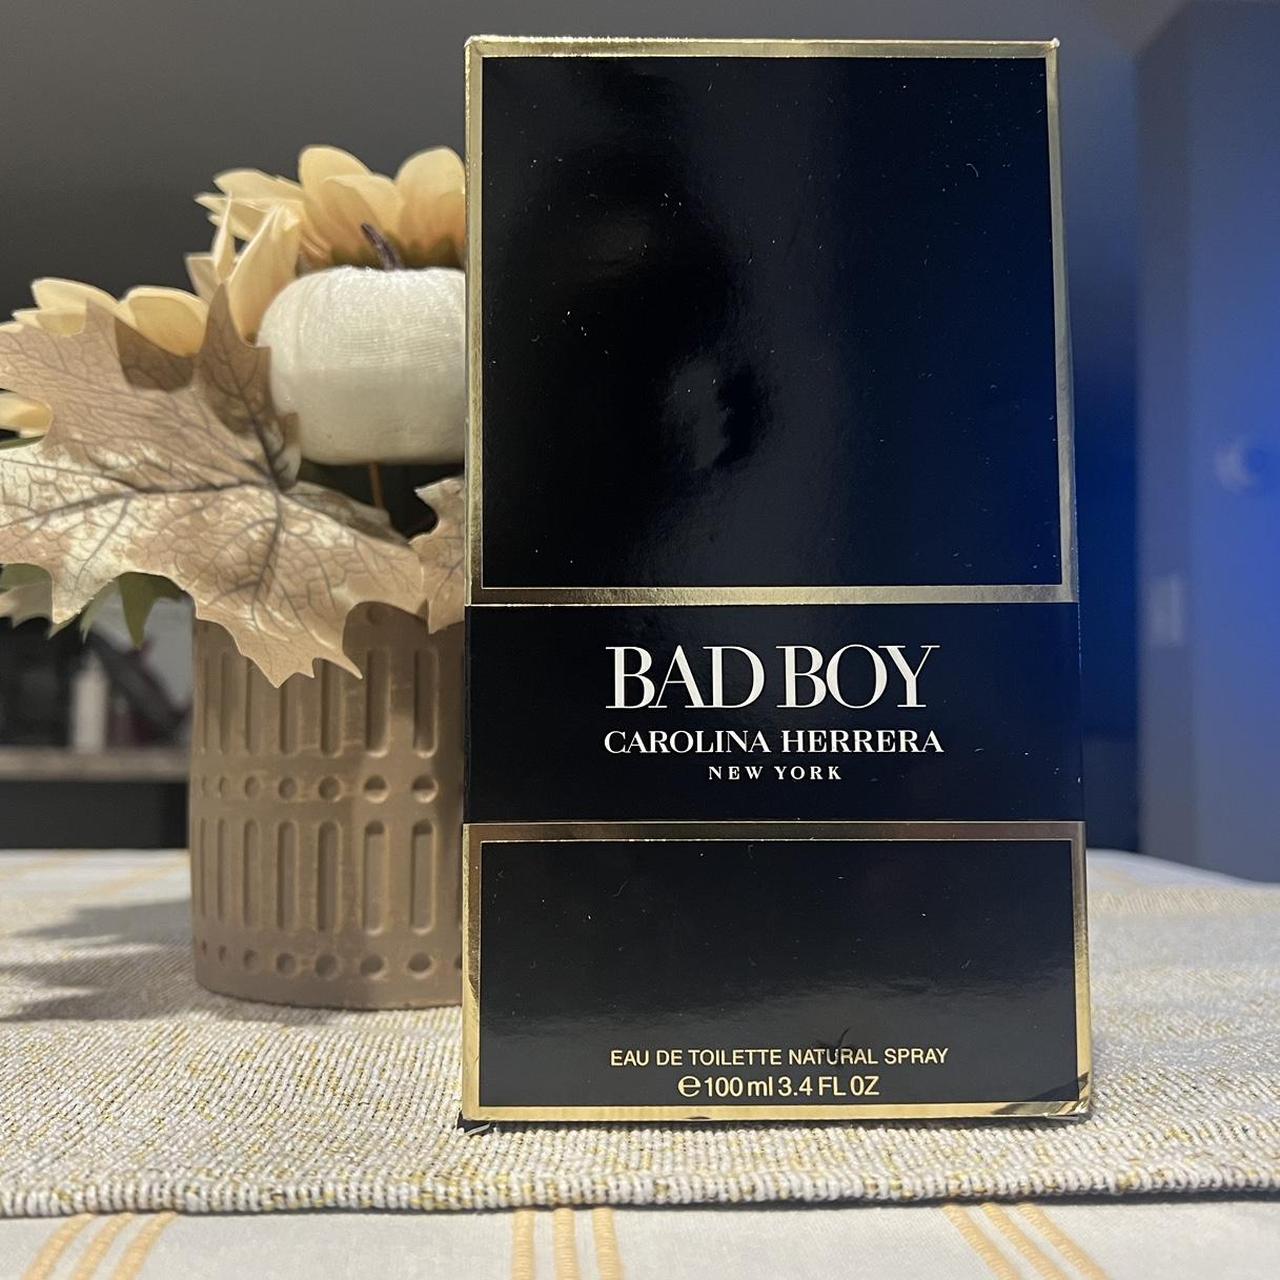 BAD BOY
CAROLINA HERRERA
NEW YORK
EAU DE TOILETTE NATURAL SPRAY
℮ 100 ml 3.4 FL OZ